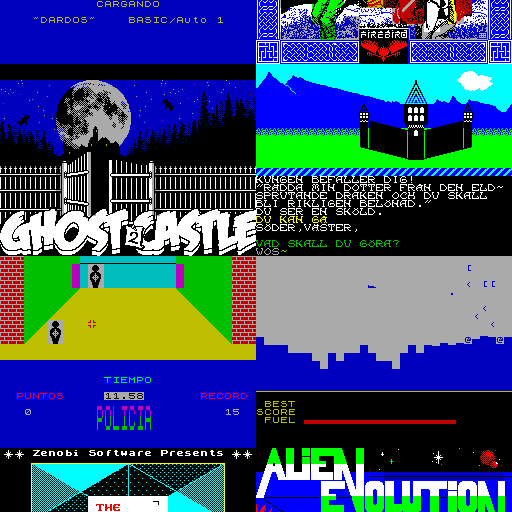 CARGANDO
"DARDOS" BASIC/Auto 1
FIREBIRD
GHOST CASTLE
2
KUNGEN BEFALLER DIG!
"RÄDDA MIN DOTTER FRÅN DEN ELD~
SPRUTANDE DRAKEN OCH DU SKALL
BLI RIKLIGEN BELÖNAD."
DU SER EN SKÖLD.
DU KAN GÅ
SÖDER,VÄSTER,
VAD SKALL DU GÖRA?
WOS~
TIEMPO
PUNTOS 11.58 RECORD
0 15
POLICIA
BEST
SCORE
FUEL
** Zenobi Software Presents **
THE
ALIEN
EVOLUTION